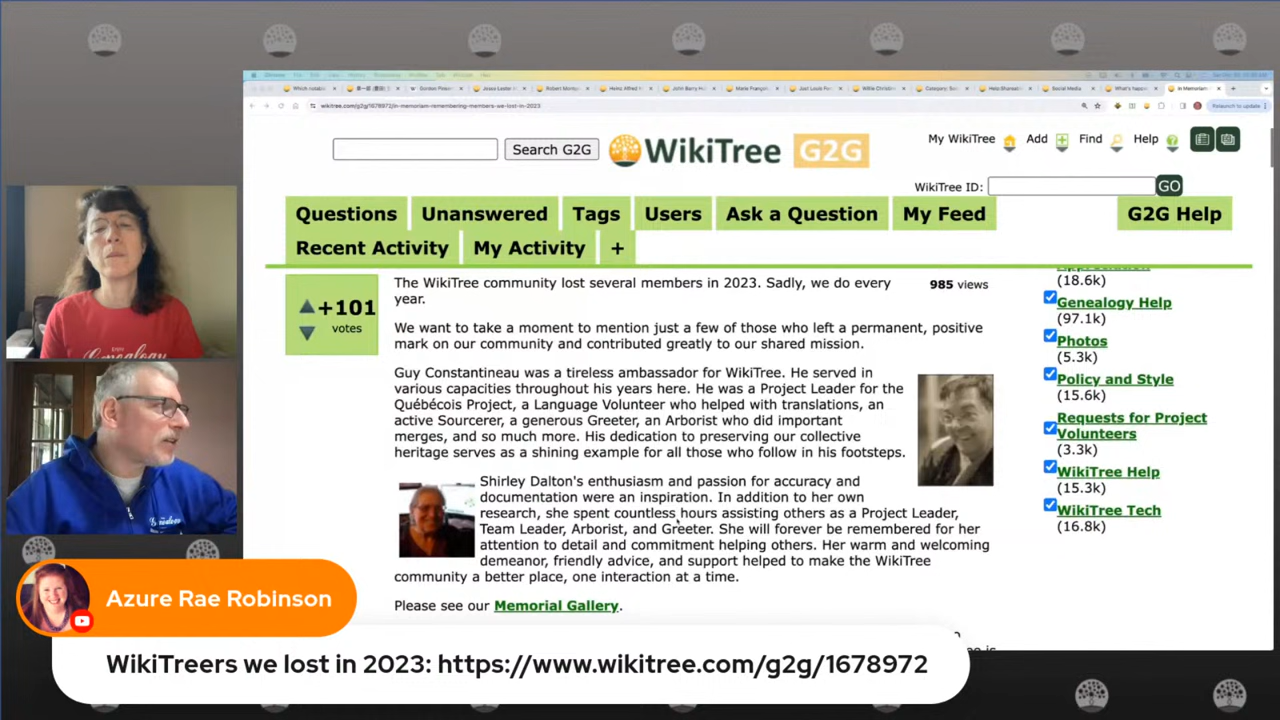 wikitree.com/g2g/1678972/in-memoriam-remembering-members-we-lost-in-2023
Search G2G
WikiTree G2G
My WikiTree Add Find Help
WikiTree ID: GO
Questions Unanswered Tags Users Ask a Question My Feed G2G Help
Recent Activity My Activity +
+101
votes
985 views
The WikiTree community lost several members in 2023. Sadly, we do every
year.
We want to take a moment to mention just a few of those who left a permanent, positive
mark on our community and contributed greatly to our shared mission.
Guy Constantineau was a tireless ambassador for WikiTree. He served in
various capacities throughout his years here. He was a Project Leader for the
Québécois Project, a Language Volunteer who helped with translations, an
active Sourcerer, a generous Greeter, an Arborist who did important
merges, and so much more. His dedication to preserving our collective
heritage serves as a shining example for all those who follow in his footsteps.
Shirley Dalton's enthusiasm and passion for accuracy and
documentation were an inspiration. In addition to her own
research, she spent countless hours assisting others as a Project Leader,
Team Leader, Arborist, and Greeter. She will forever be remembered for her
attention to detail and commitment helping others. Her warm and welcoming
demeanor, friendly advice, and support helped to make the WikiTree
community a better place, one interaction at a time.
Please see our Memorial Gallery.
(18.6k)
Genealogy Help
(97.1k)
Photos
(5.3k)
Policy and Style
(15.6k)
Requests for Project
Volunteers
(3.3k)
WikiTree Help
(15.3k)
WikiTree Tech
(16.8k)
Azure Rae Robinson
WikiTreers we lost in 2023: https://www.wikitree.com/g2g/1678972